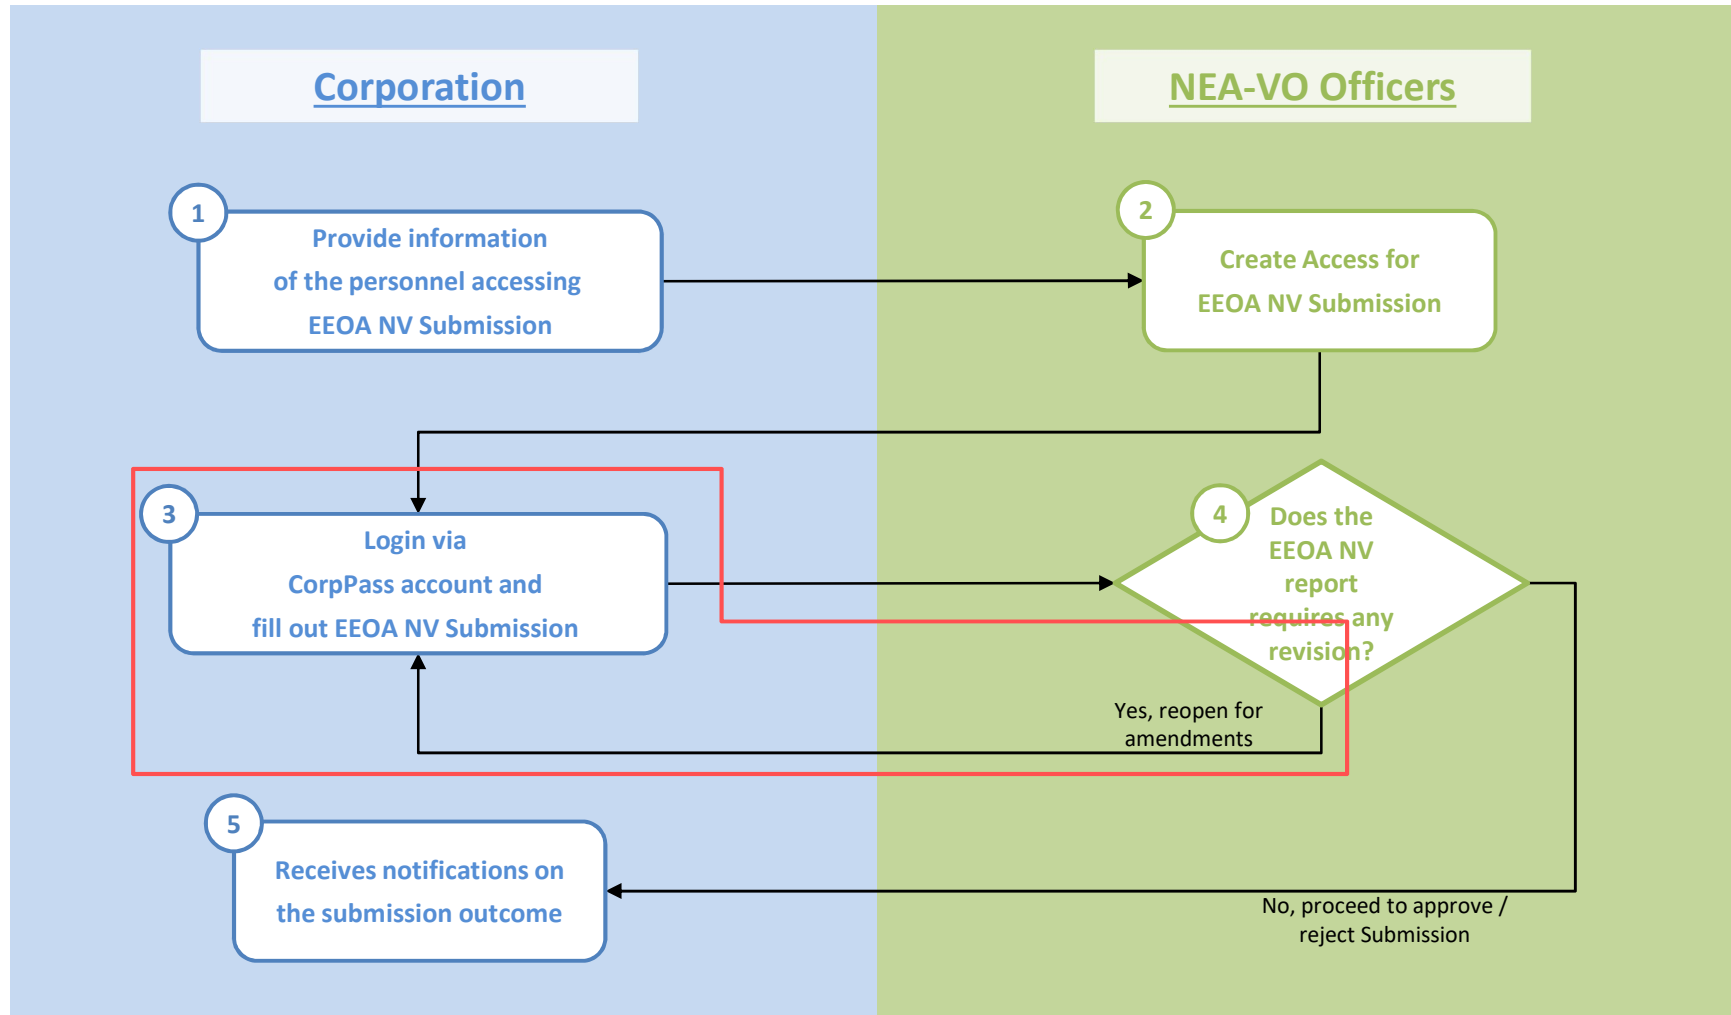 Corporation
NEA-VO Officers
1
Provide information
of the personnel accessing
EEOA NV Submission
2
Create Access for
EEOA NV Submission
3
Login via
CorpPass account and
fill out EEOA NV Submission
4
Does the
EEOA NV
report
requires any
revision?
Yes, reopen for
amendments
5
Receives notifications on
the submission outcome
No, proceed to approve /
reject Submission